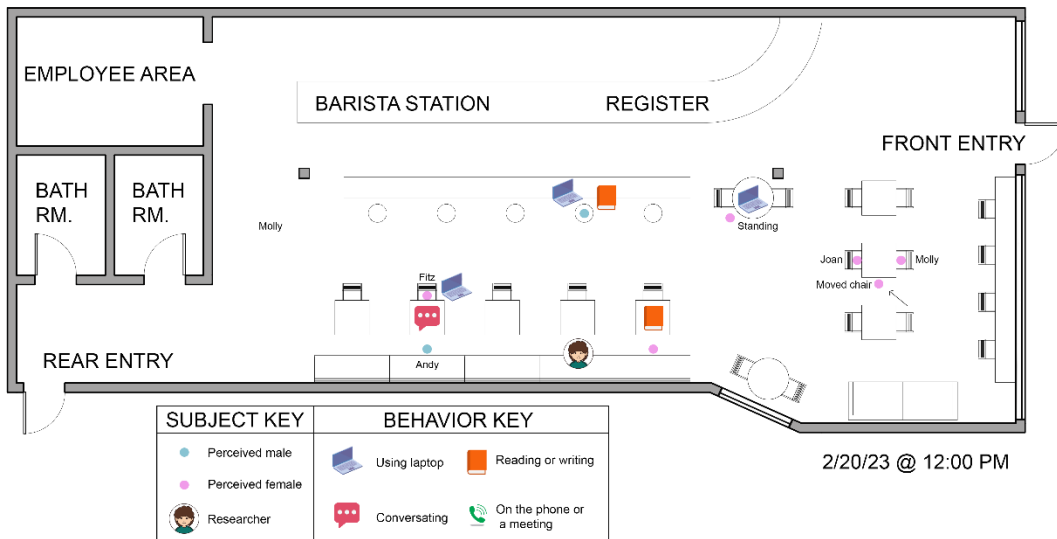 EMPLOYEE AREA
BARISTA STATION
REGISTER
FRONT ENTRY
BATH
RM.
BATH
RM.
Molly
Standing
Joan
Molly
Moved chair
Fitz
Andy
REAR ENTRY
SUBJECT KEY
Perceived male
Perceived female
Researcher
BEHAVIOR KEY
Using laptop
Reading or writing
Conversating
On the phone or
a meeting
2/20/23 @ 12:00 PM